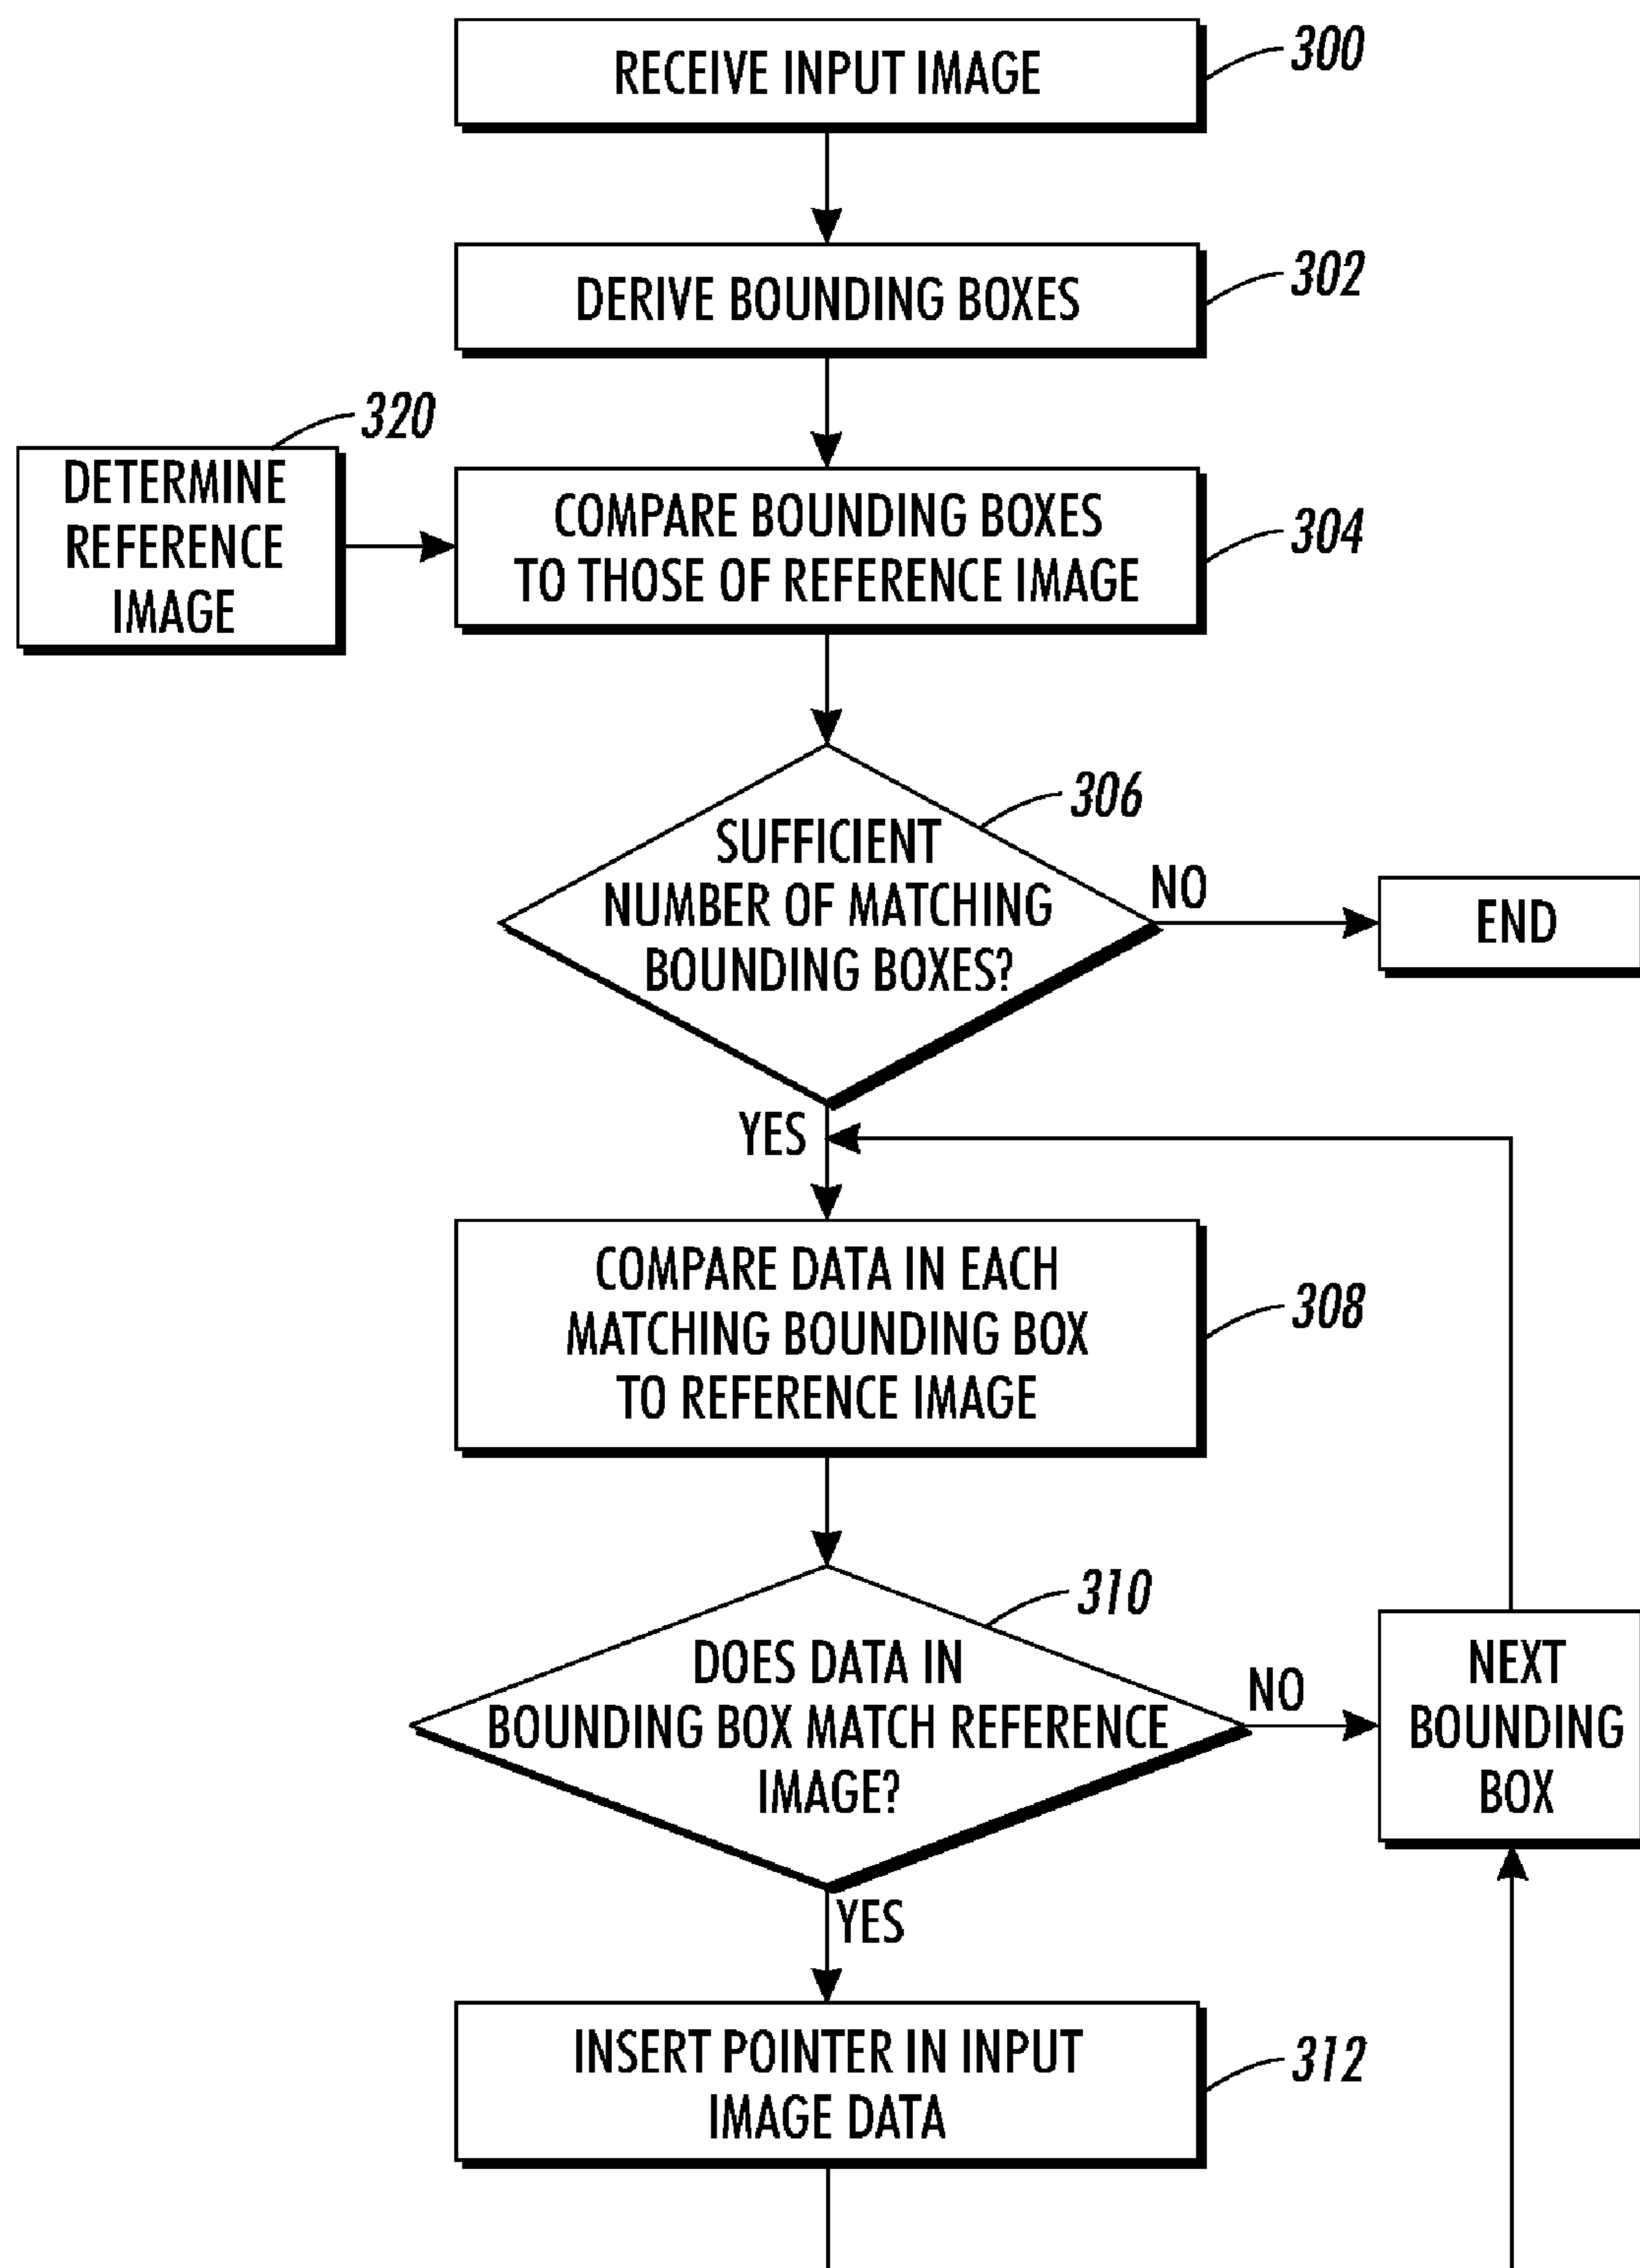 RECEIVE INPUT IMAGE
300
DERIVE BOUNDING BOXES
302
320
DETERMINE
REFERENCE
IMAGE
COMPARE BOUNDING BOXES
TO THOSE OF REFERENCE IMAGE
304
306
SUFFICIENT
NUMBER OF MATCHING
BOUNDING BOXES?
NO
END
YES
COMPARE DATA IN EACH
MATCHING BOUNDING BOX
TO REFERENCE IMAGE
308
310
DOES DATA IN
BOUNDING BOX MATCH REFERENCE
IMAGE?
NO
NEXT
BOUNDING
BOX
YES
INSERT POINTER IN INPUT
IMAGE DATA
312